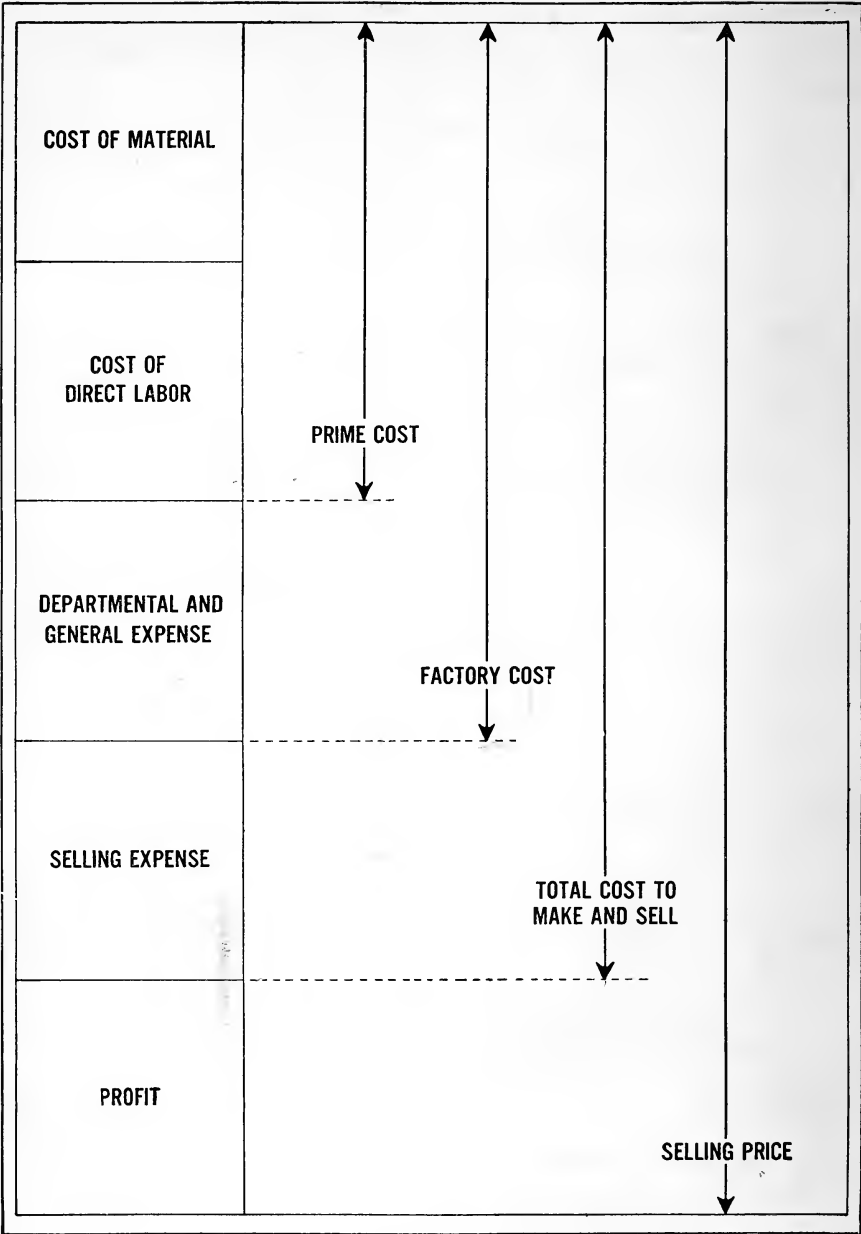 COST OF MATERIAL
COST OF
DIRECT LABOR
PRIME COST
DEPARTMENTAL AND
GENERAL EXPENSE
FACTORY COST
SELLING EXPENSE
TOTAL COST TO
MAKE AND SELL
PROFIT
SELLING PRICE